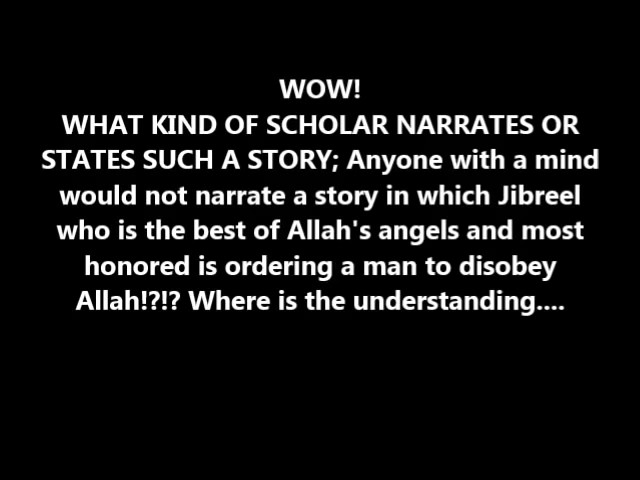 WOW!
WHAT KIND OF SCHOLAR NARRATES OR
STATES SUCH A STORY; Anyone with a mind
would not narrate a story in which Jibreel
who is the best of Allah's angels and most
honored is ordering a man to disobey
Allah!?!? Where is the understanding....